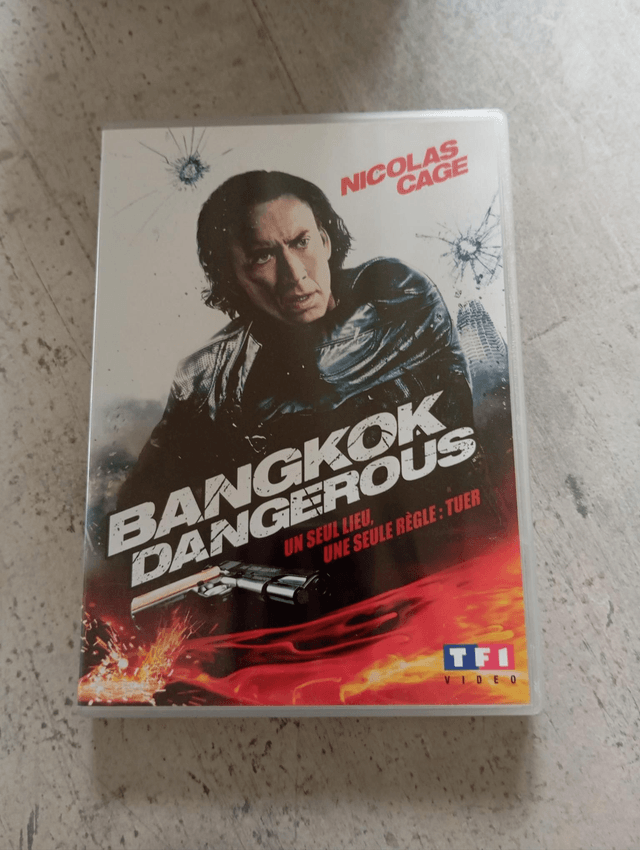 NICOLAS
CAGE
BANGKOK
DANGEROUS
UN SEUL LIEU,
UNE SEULE RÈGLE : TUER
TF1
VIDEO